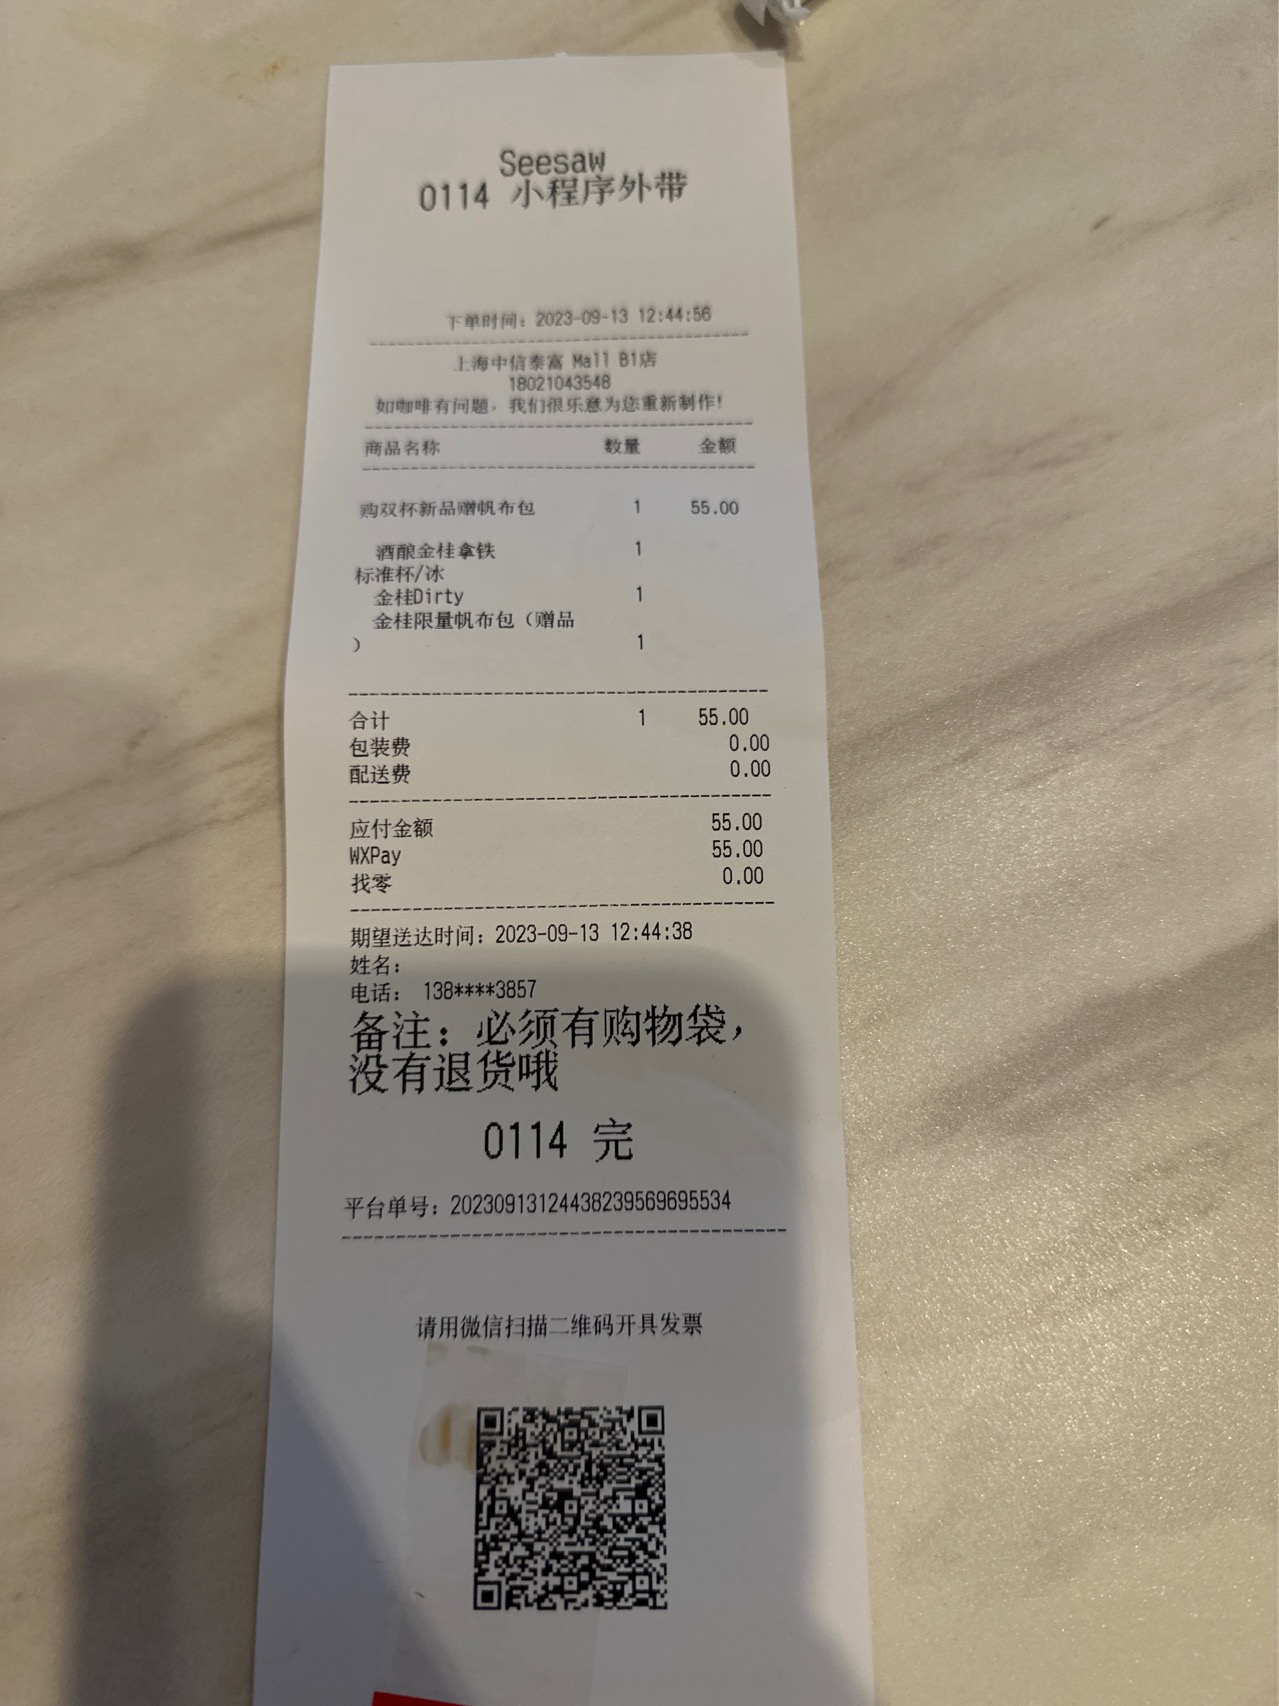 Seesaw
0114 小程序外带
下单时间：2023-09-13 12:44:56
上海中信泰富 Mall B1店
18021043548
如咖啡有问题，我们很乐意为您重新制作！
商品名称 数量 金额
购双杯新品赠帆布包 1 55.00
酒酿金桂拿铁 1
标准杯/冰
金桂Dirty 1
金桂限量帆布包（赠品
） 1
合计 1 55.00
包装费 0.00
配送费 0.00
应付金额 55.00
WXPay 55.00
找零 0.00
期望送达时间：2023-09-13 12:44:38
姓名：
电话： 138****3857
备注：必须有购物袋，
没有退货哦
0114 完
平台单号：20230913124438239569695534
请用微信扫描二维码开具发票